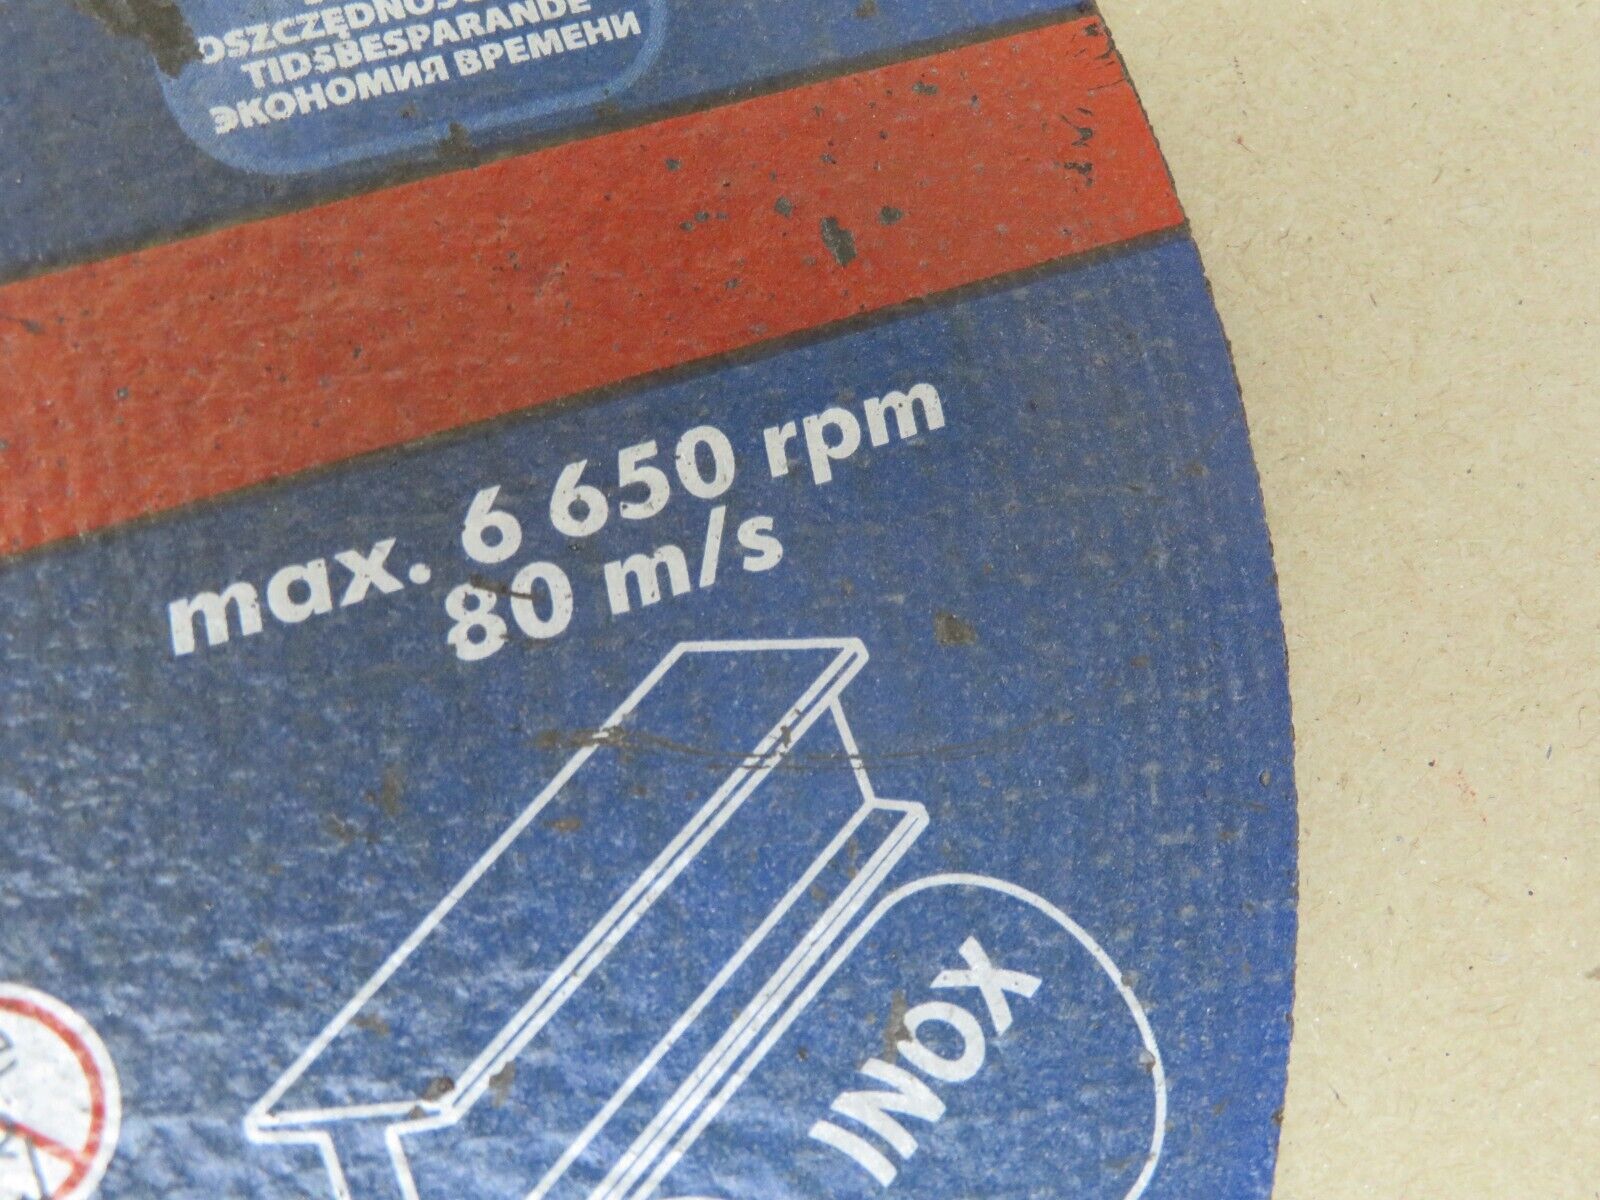 TIDSBESPARANDE
ЭКОНОМИЯ ВРЕМЕНИ
max. 6 650 rpm
80 m/s
INOX